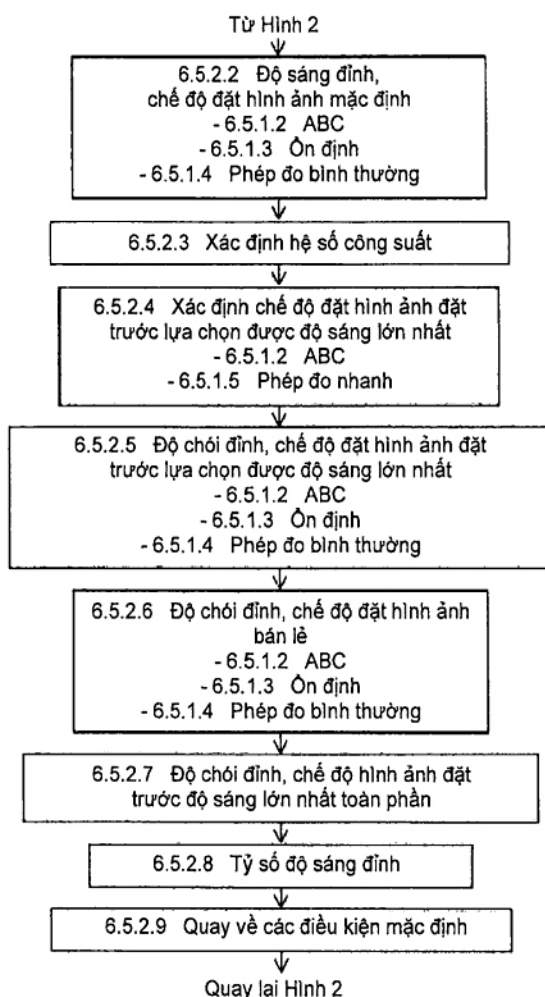 Từ Hình 2
6.5.2.2 Độ sáng đỉnh,
chế độ đặt hình ảnh mặc định
- 6.5.1.2 ABC
- 6.5.1.3 Ổn định
- 6.5.1.4 Phép đo bình thường
6.5.2.3 Xác định hệ số công suất
6.5.2.4 Xác định chế độ đặt hình ảnh đặt
trước lựa chọn được độ sáng lớn nhất
- 6.5.1.2 ABC
- 6.5.1.5 Phép đo nhanh
6.5.2.5 Độ chói đỉnh, chế độ đặt hình ảnh đặt
trước lựa chọn được độ sáng lớn nhất
- 6.5.1.2 ABC
- 6.5.1.3 Ổn định
- 6.5.1.4 Phép đo bình thường
6.5.2.6 Độ chói đỉnh, chế độ đặt hình ảnh
bán lẻ
- 6.5.1.2 ABC
- 6.5.1.3 Ổn định
- 6.5.1.4 Phép đo bình thường
6.5.2.7 Độ chói đỉnh, chế độ hình ảnh đặt
trước độ sáng lớn nhất toàn phần
6.5.2.8 Tỷ số độ sáng đỉnh
6.5.2.9 Quay về các điều kiện mặc định
Quay lại Hình 2